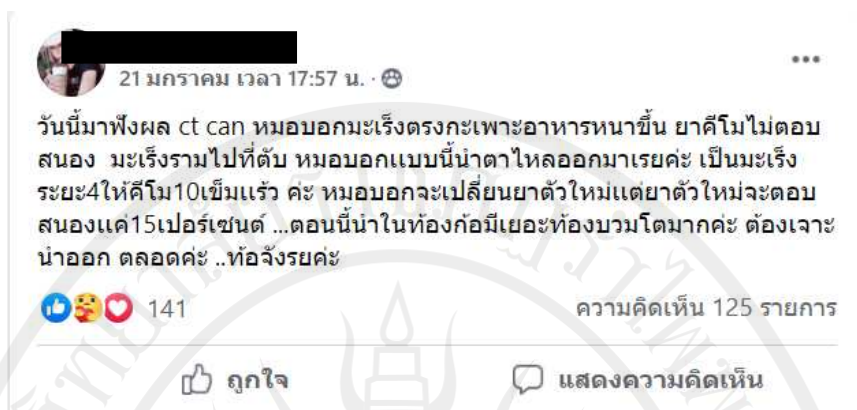 21 มกราคม เวลา 17:57 น. ·
วันนี้มาฟังผล ct can หมอบอกมะเร็งตรงกะเพาะอาหารหนาขึ้น ยาคีโมไม่ตอบ
สนอง มะเร็งรามไปที่ตับ หมอบอกแบบนี้นำตาไหลออกมาเรยค่ะ เป็นมะเร็ง
ระยะ4ให้คีโม10เข็มแร้ว ค่ะ หมอบอกจะเปลี่ยนยาตัวใหม่แต่ยาตัวใหม่จะตอบ
สนองแค่15เปอร์เซนต์ ...ตอนนี้นำในท้องก้อมีเยอะท้องบวมโตมากค่ะ ต้องเจาะ
นำออก ตลอดค่ะ ..ท้อจังรยค่ะ
141
ความคิดเห็น 125 รายการ
ถูกใจ
แสดงความคิดเห็น